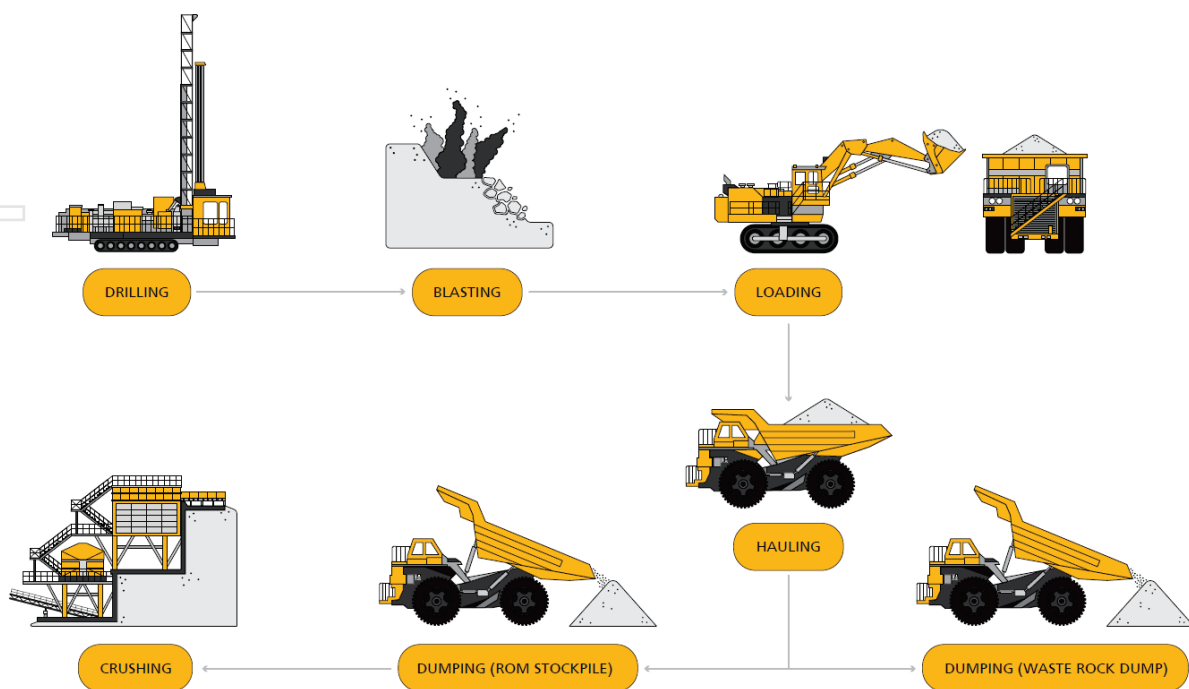 DRILLING
BLASTING
LOADING
HAULING
CRUSHING
DUMPING (ROM STOCKPILE)
DUMPING (WASTE ROCK DUMP)